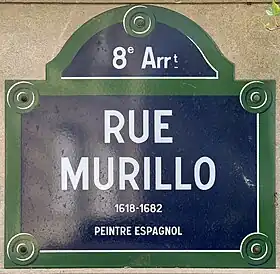 8e Arrt
RUE
MURILLO
1618-1682
PEINTRE ESPAGNOL